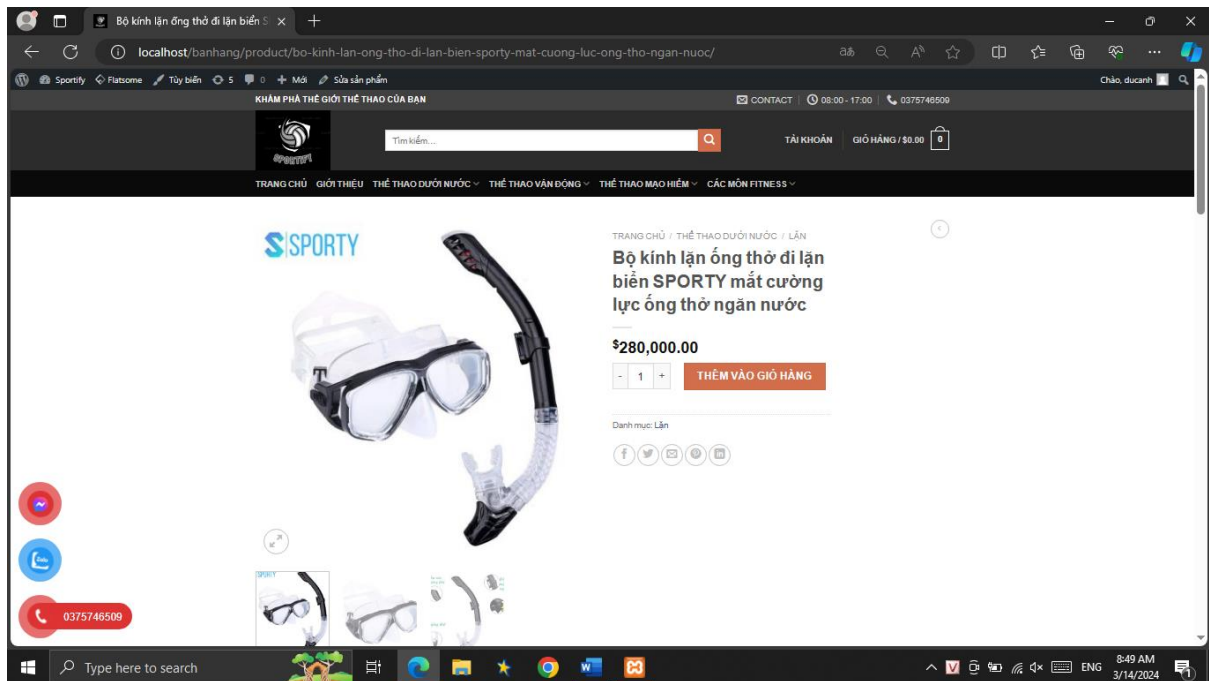 Bộ kính lặn ống thở đi lặn biển S
localhost/banhang/product/bo-kinh-lan-ong-tho-di-lan-bien-sporty-mat-cuong-luc-ong-tho-ngan-nuoc/
Sportify Flatsome Tùy biến 5 0 Mới Sửa sản phẩm Chào, ducanh
KHÁM PHÁ THẾ GIỚI THỂ THAO CỦA BẠN CONTACT 08:00 - 17:00 0375746509
SPORTIFI
Tìm kiếm... TÀI KHOẢN GIỎ HÀNG / $0.00 0
TRANG CHỦ GIỚI THIỆU THỂ THAO DƯỚI NƯỚC THỂ THAO VẬN ĐỘNG THỂ THAO MẠO HIỂM CÁC MÔN FITNESS
S SPORTY
TRANG CHỦ / THỂ THAO DƯỚI NƯỚC / LẶN
Bộ kính lặn ống thở đi lặn
biển SPORTY mắt cường
lực ống thở ngăn nước
$280,000.00
- 1 + THÊM VÀO GIỎ HÀNG
Danh mục: Lặn
Zalo
0375746509
SPORTY
Type here to search
ENG
8:49 AM
3/14/2024
1